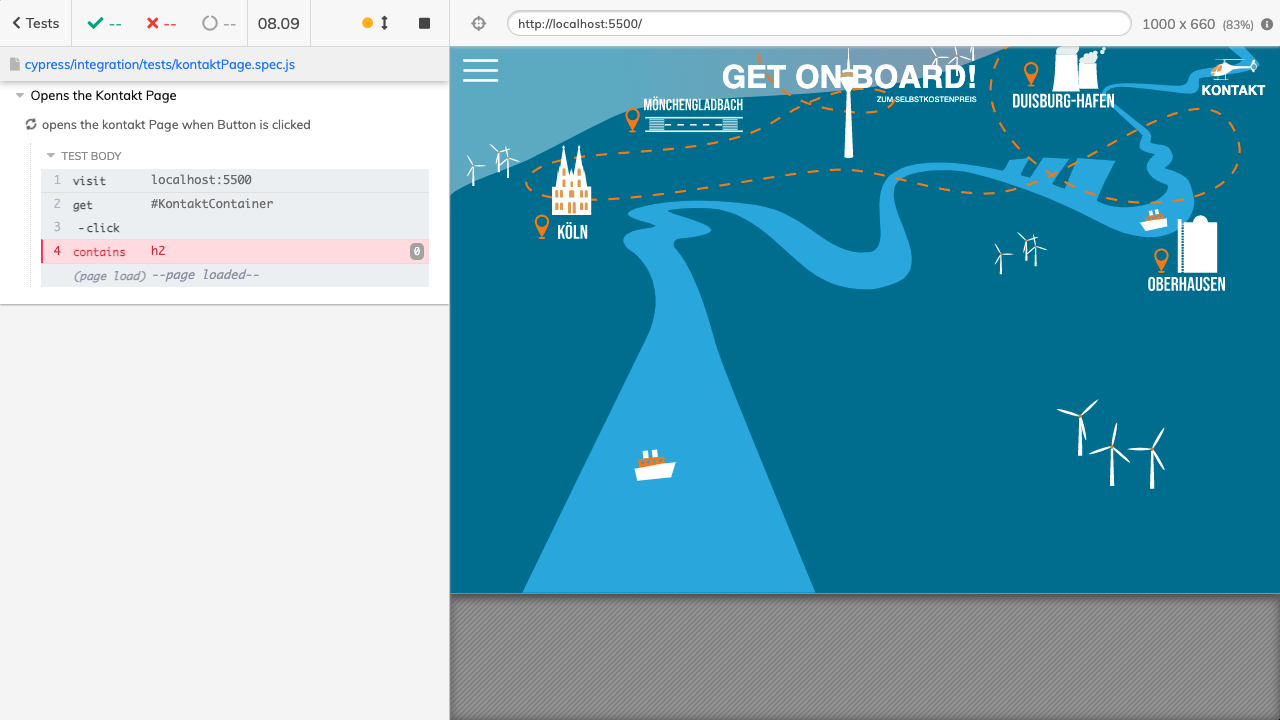 Tests
--
--
--
08.09
http://localhost:5500/
1000 x 660 (83%)
cypress/integration/tests/kontaktPage.spec.js
Opens the Kontakt Page
opens the kontakt Page when Button is clicked
TEST BODY
1 visit localhost:5500
2 get #KontaktContainer
3 -click
4 contains h2 0
(page load) --page loaded--
GET ON BOARD!
ZUM SELBSTKOSTENPREIS
MÖNCHENGLADBACH
DUISBURG-HAFEN
KONTAKT
KÖLN
OBERHAUSEN